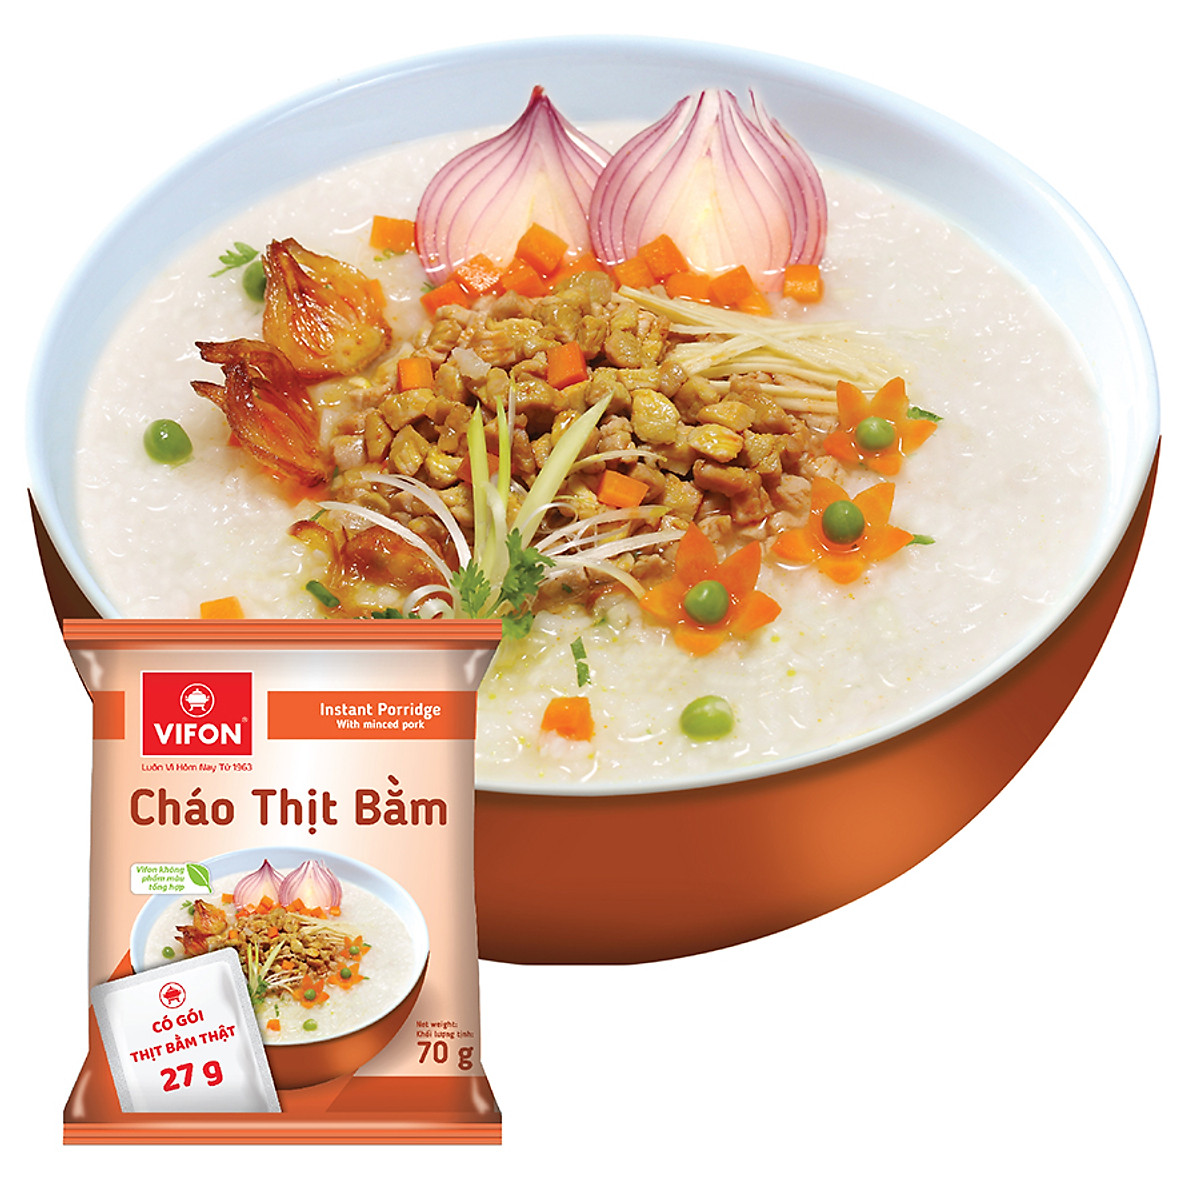 VIFON®
Luôn Vì Hôm Nay Từ 1963
Instant Porridge
With minced pork
Cháo Thịt Bằm
Vifon không
phẩm màu
tổng hợp
CÓ GÓI
THỊT BẰM THẬT
27 g
Net weight:
Khối lượng tịnh:
70 g